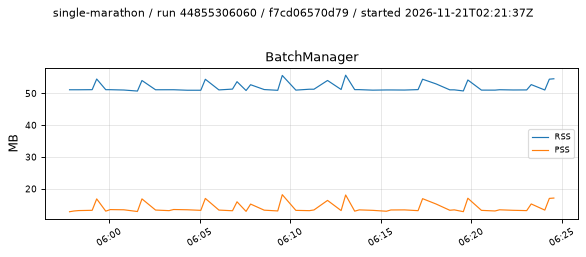 single-marathon / run 44855306060 / f7cd06570d79 / started 2026-11-21T02:21:37Z
BatchManager
MB
50
40
30
20
RSS
PSS
06:00
06:05
06:10
06:15
06:20
06:25